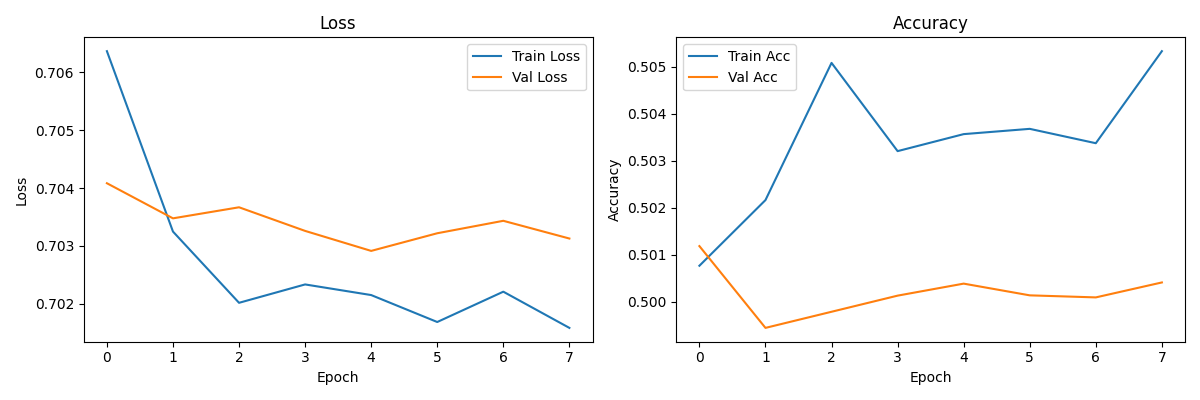 Loss
Train Loss
Val Loss
0.706
0.705
0.704
0.703
0.702
Loss
0 1 2 3 4 5 6 7
Epoch
Accuracy
Train Acc
Val Acc
0.505
0.504
0.503
0.502
0.501
0.500
Accuracy
0 1 2 3 4 5 6 7
Epoch